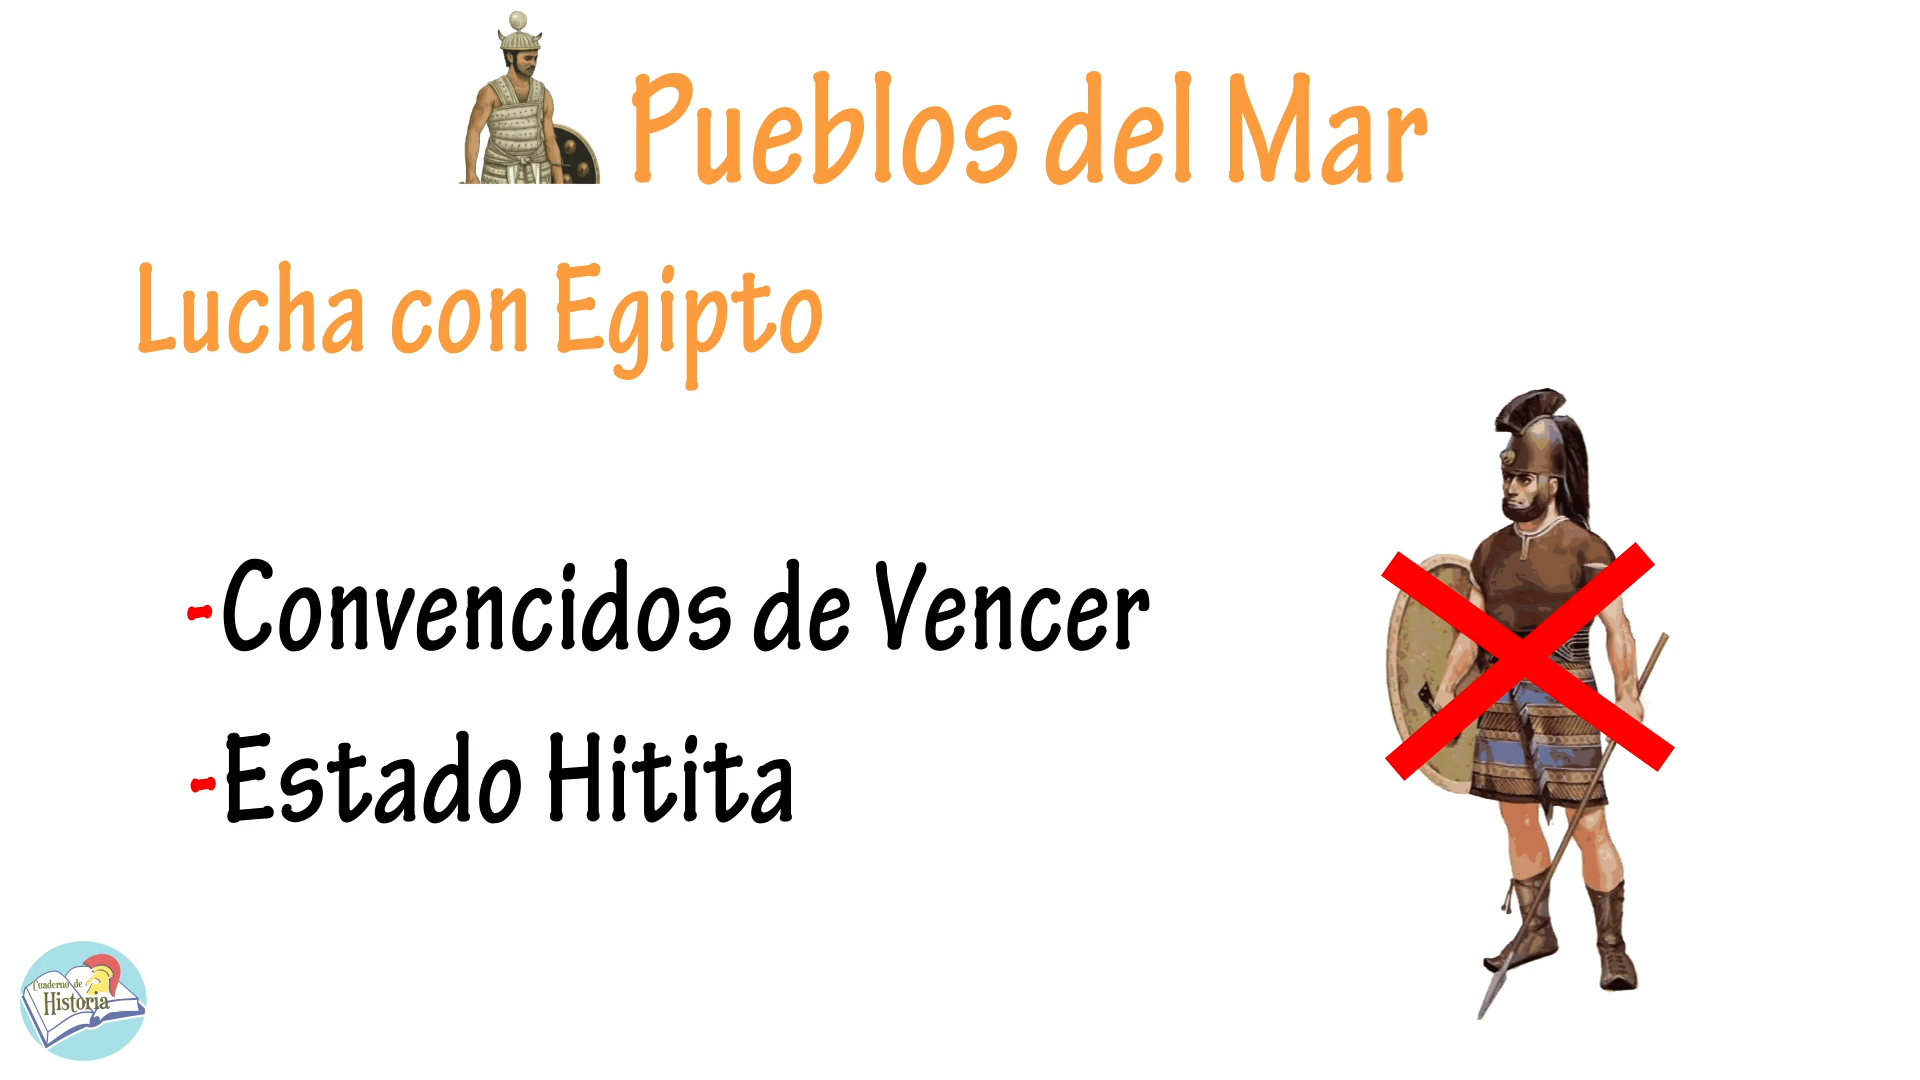 Pueblos del Mar
Lucha con Egipto
-Convencidos de Vencer
-Estado Hitita
Cuaderno de
Historia